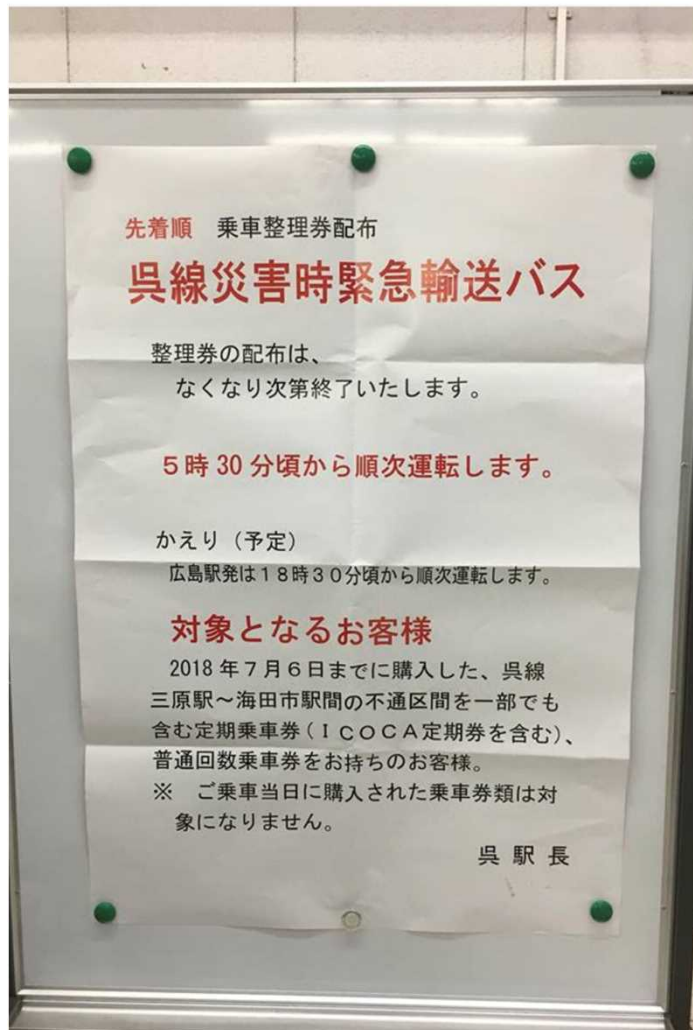 先着順　乗車整理券配布
呉線災害時緊急輸送バス
整理券の配布は、
なくなり次第終了いたします。
５時30分頃から順次運転します。
かえり（予定）
広島駅発は１８時３０分頃から順次運転します。
対象となるお客様
2018年７月６日までに購入した、呉線
三原駅～海田市駅間の不通区間を一部でも
含む定期乗車券（ＩＣＯＣＡ定期券を含む）、
普通回数乗車券をお持ちのお客様。
※　ご乗車当日に購入された乗車券類は対
象になりません。
呉駅長